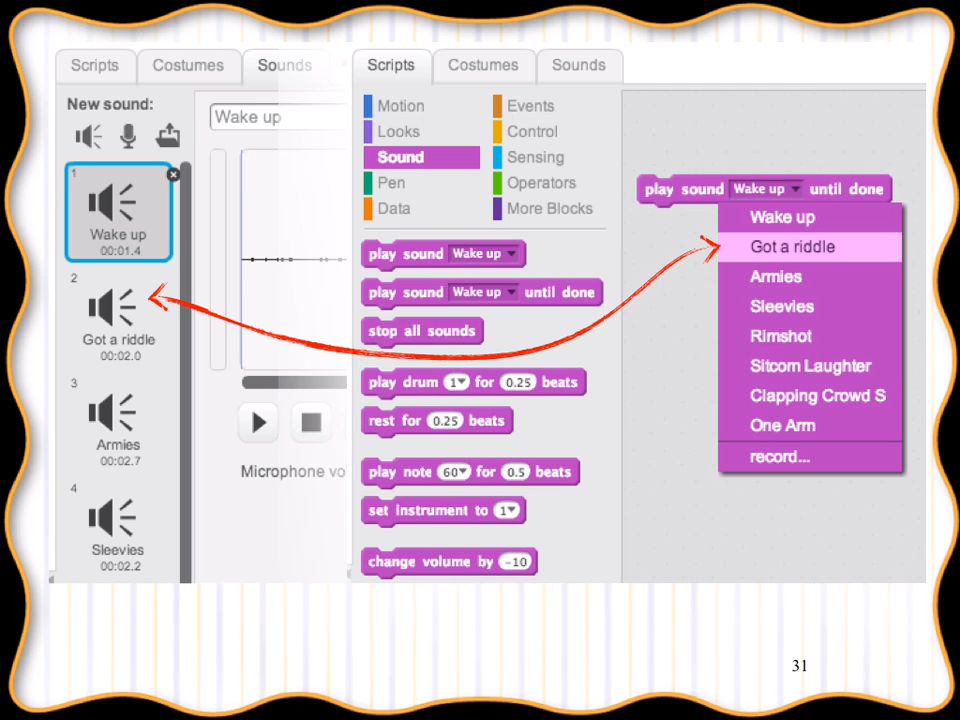 Scripts
Costumes
Sounds
New sound:
1
Wake up
00:01.4
2
Got a riddle
00:02.0
3
Armies
00:02.7
4
Sleevies
00:02.2
Wake up
Microphone vo
Scripts
Costumes
Sounds
Motion
Looks
Sound
Pen
Data
Events
Control
Sensing
Operators
More Blocks
play sound Wake up
play sound Wake up until done
stop all sounds
play drum 1 for 0.25 beats
rest for 0.25 beats
play note 60 for 0.5 beats
set instrument to 1
change volume by -10
play sound Wake up until done
Wake up
Got a riddle
Armies
Sleevies
Rimshot
Sitcom Laughter
Clapping Crowd S
One Arm
record...
31